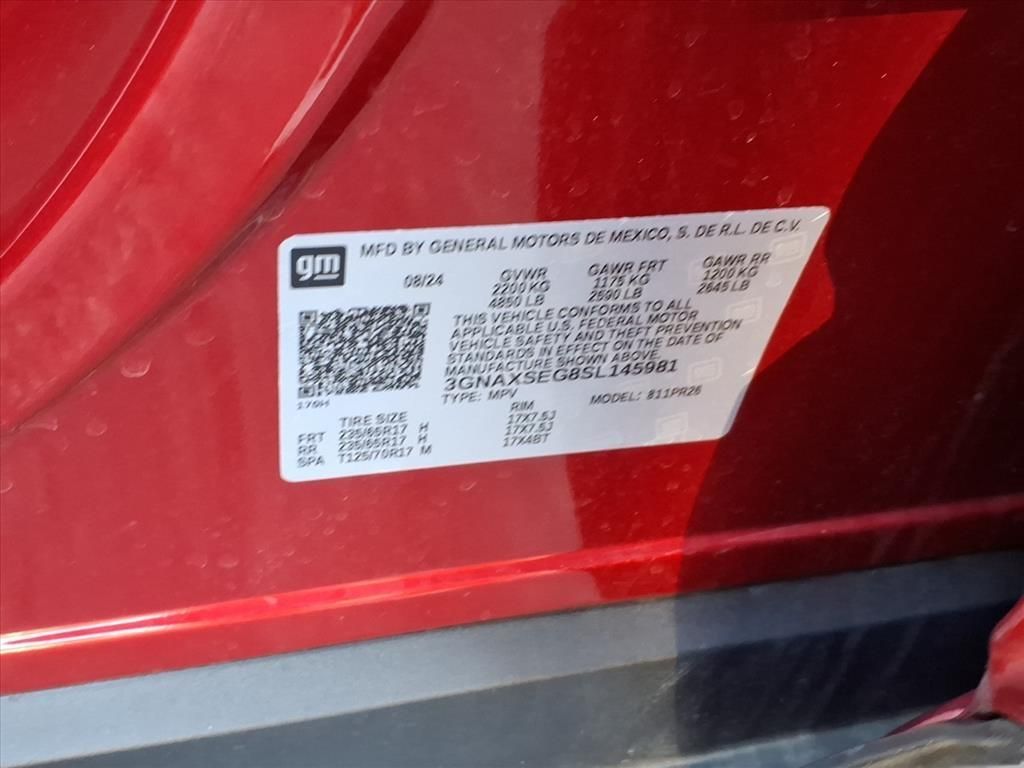 gm
MFD BY GENERAL MOTORS DE MEXICO, S. DE R.L. DE C.V.
08/24 GVWR GAWR FRT GAWR RR
2200 KG 1175 KG 1200 KG
4850 LB 2590 LB 2645 LB
THIS VEHICLE CONFORMS TO ALL
APPLICABLE U.S. FEDERAL MOTOR
VEHICLE SAFETY AND THEFT PREVENTION
STANDARDS IN EFFECT ON THE DATE OF
MANUFACTURE SHOWN ABOVE.
3GNAXSEG8SL145981
TYPE: MPV MODEL: 811PR26
170H
TIRE SIZE RIM
FRT 235/65R17 H 17X7.5J
RR 235/65R17 H 17X7.5J
SPA T125/70R17 M 17X4BT